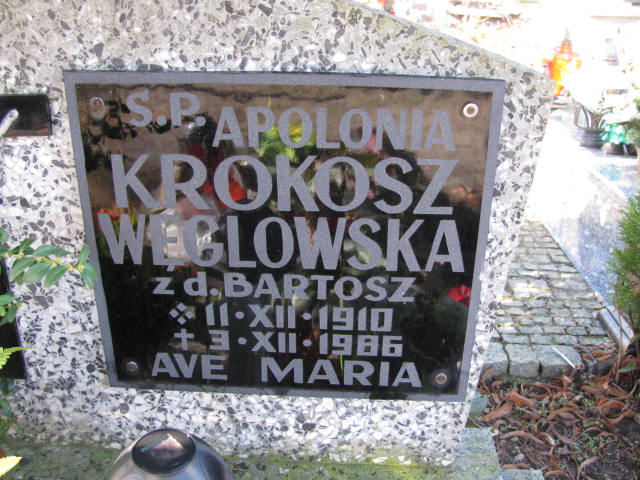 Ś.P. APOLONIA
KROKOSZ
WĘGLOWSKA
z d. BARTOSZ
11·XII·1910
+ 3·XII·1986
AVE MARIA